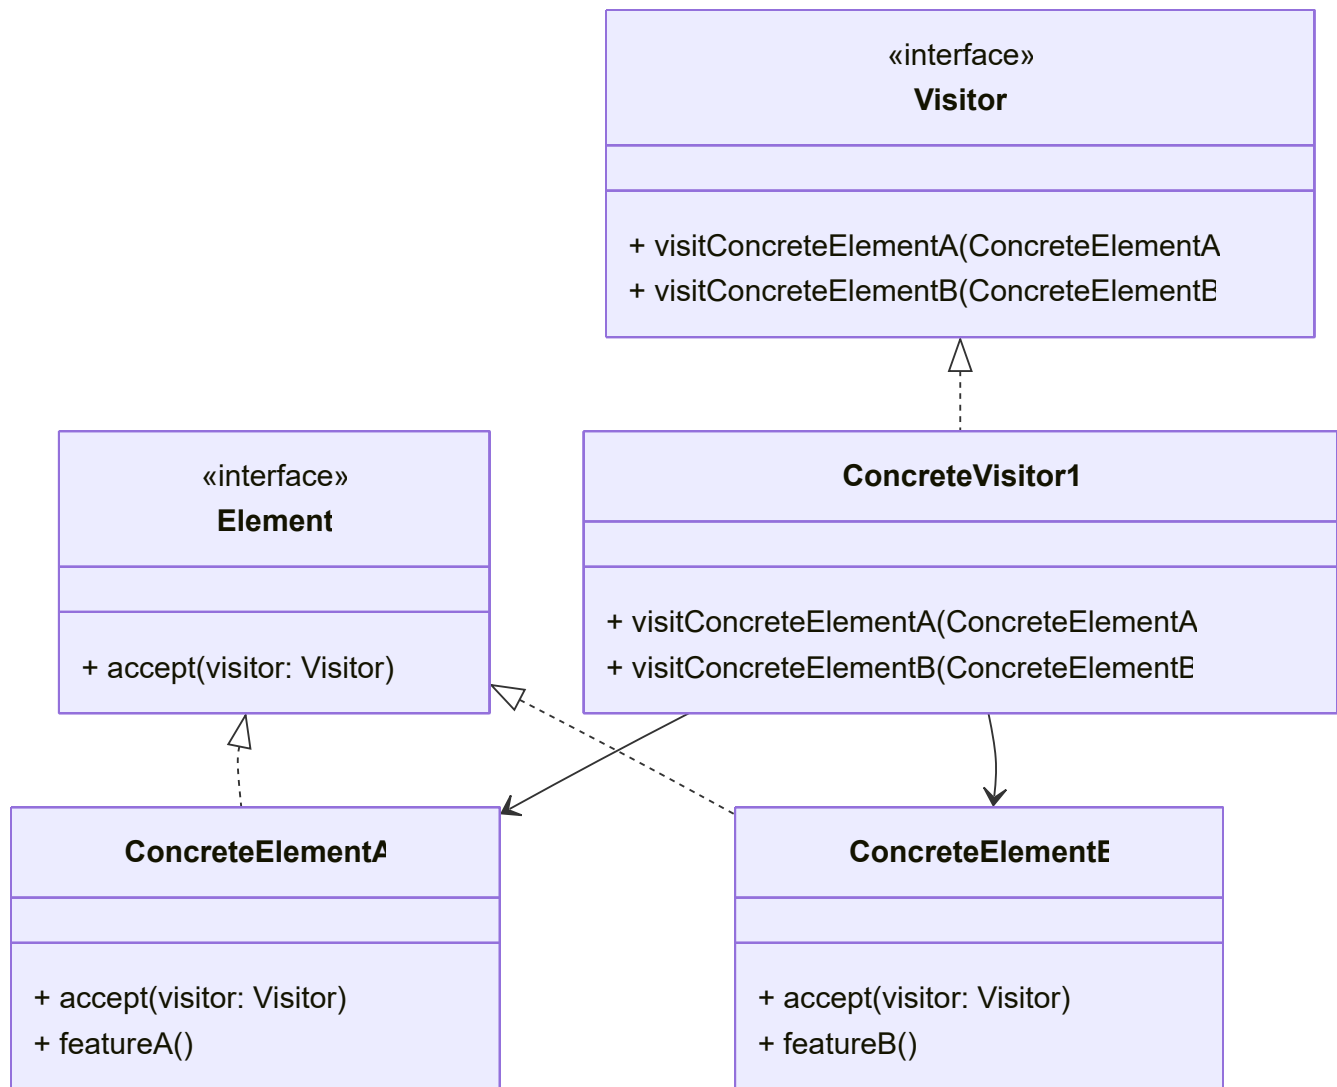 «interface»
Visitor
+ visitConcreteElementA(ConcreteElementA
+ visitConcreteElementB(ConcreteElementB
«interface»
Element
+ accept(visitor: Visitor)
ConcreteVisitor1
+ visitConcreteElementA(ConcreteElementA
+ visitConcreteElementB(ConcreteElementB
ConcreteElementA
+ accept(visitor: Visitor)
+ featureA()
ConcreteElementB
+ accept(visitor: Visitor)
+ featureB()